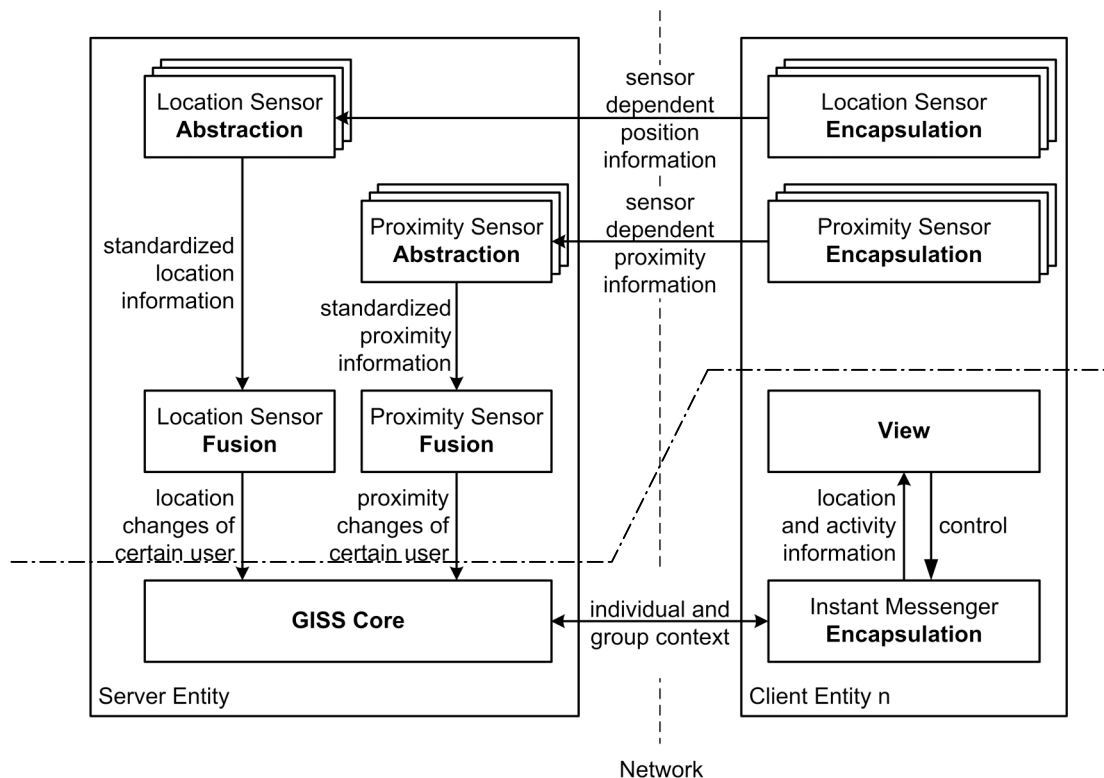 Location Sensor
Abstraction
sensor
dependent
position
information
Location Sensor
Encapsulation
Proximity Sensor
Abstraction
sensor
dependent
proximity
information
Proximity Sensor
Encapsulation
standardized
location
information
standardized
proximity
information
Location Sensor
Fusion
Proximity Sensor
Fusion
View
location
changes of
certain user
proximity
changes of
certain user
location
and activity
information
control
GISS Core
individual and
group context
Instant Messenger
Encapsulation
Server Entity
Client Entity n
Network